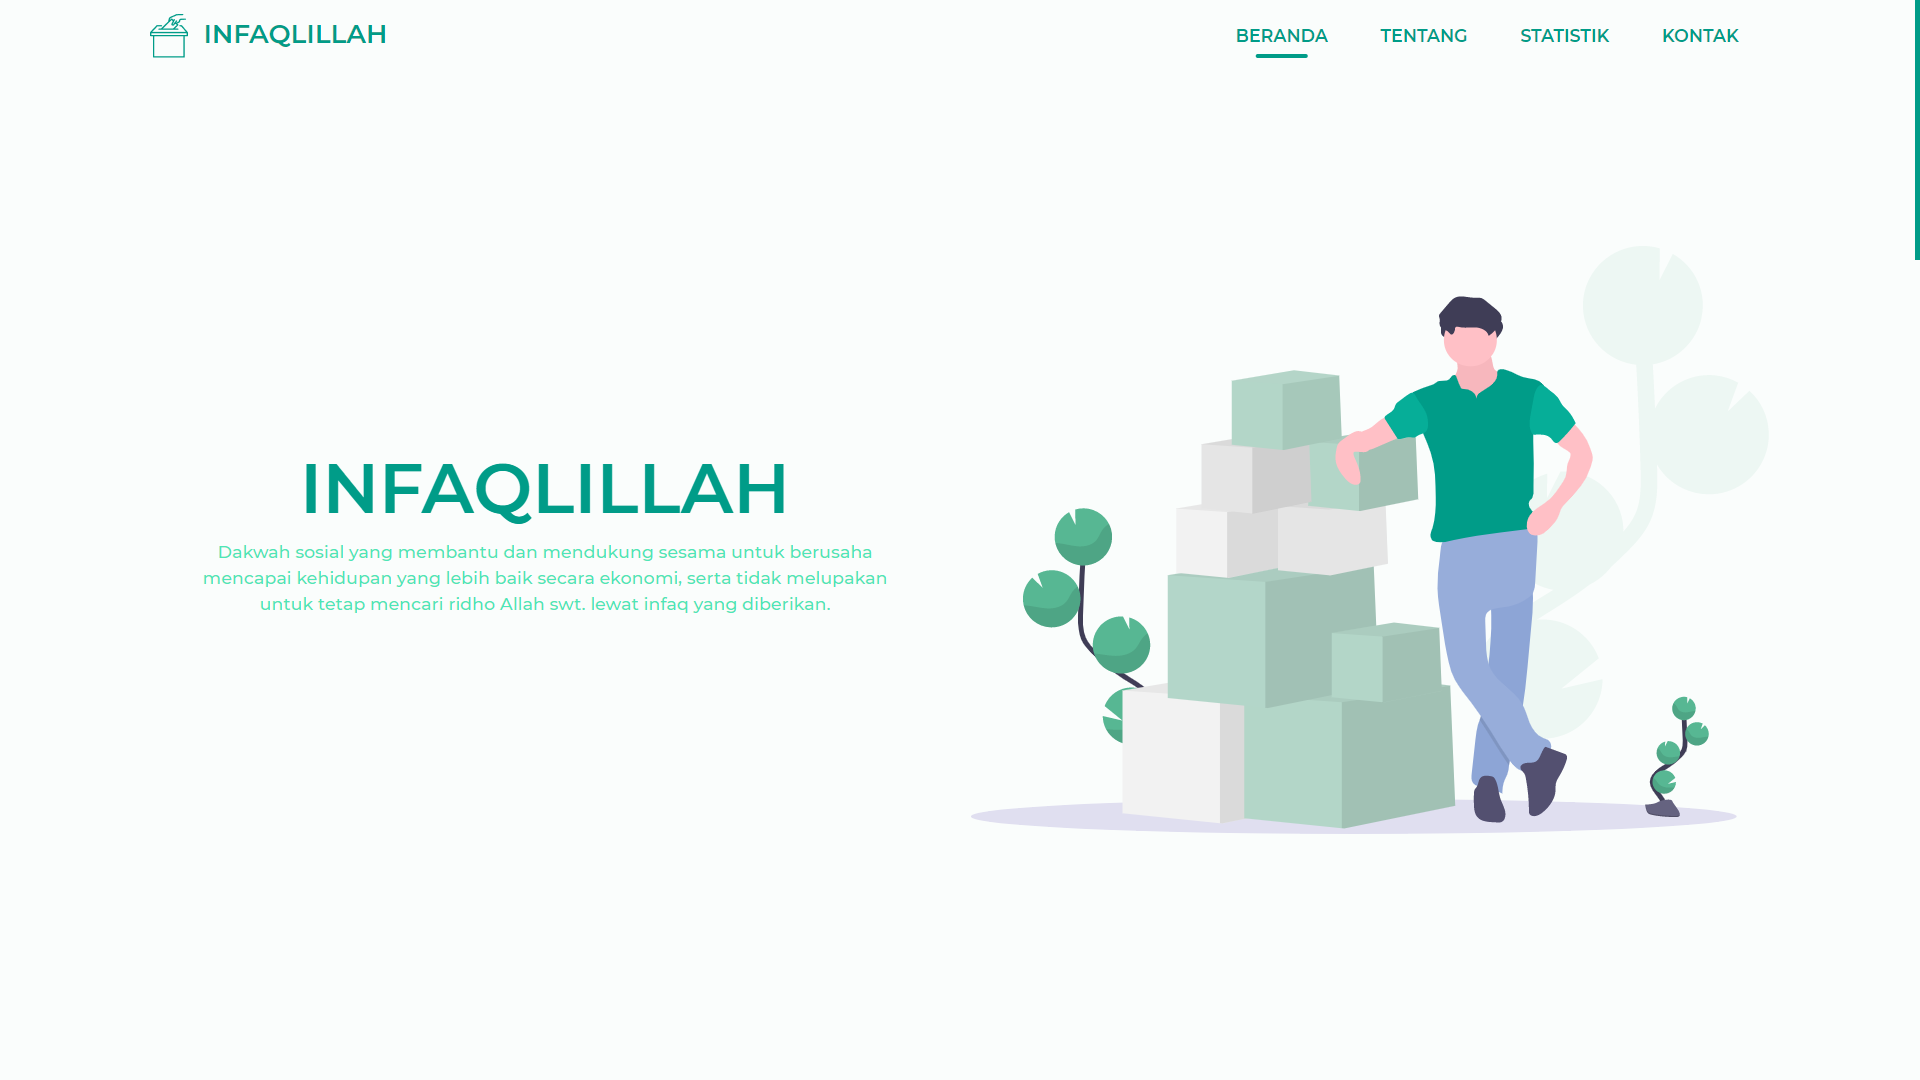 INFAQLILLAH
BERANDA
TENTANG
STATISTIK
KONTAK
INFAQLILLAH
Dakwah sosial yang membantu dan mendukung sesama untuk berusaha
mencapai kehidupan yang lebih baik secara ekonomi, serta tidak melupakan
untuk tetap mencari ridho Allah swt. lewat infaq yang diberikan.